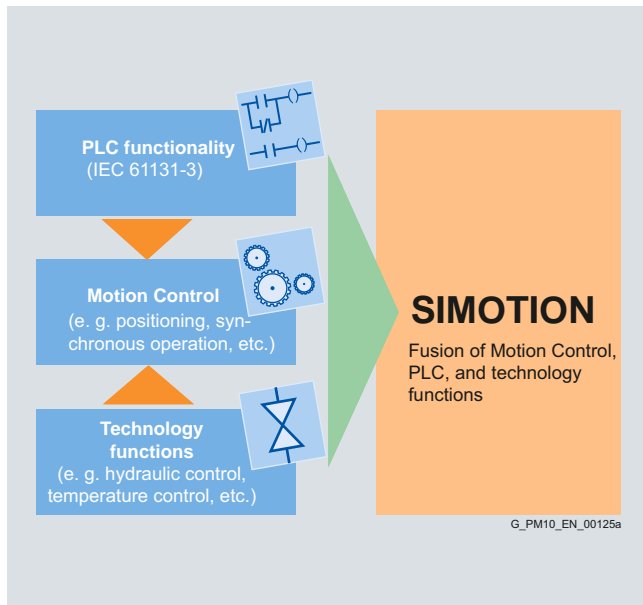 PLC functionality
(IEC 61131-3)
Motion Control
(e. g. positioning, syn-
chronous operation, etc.)
Technology
functions
(e. g. hydraulic control,
temperature control, etc.)
SIMOTION
Fusion of Motion Control,
PLC, and technology
functions
G_PM10_EN_00125a